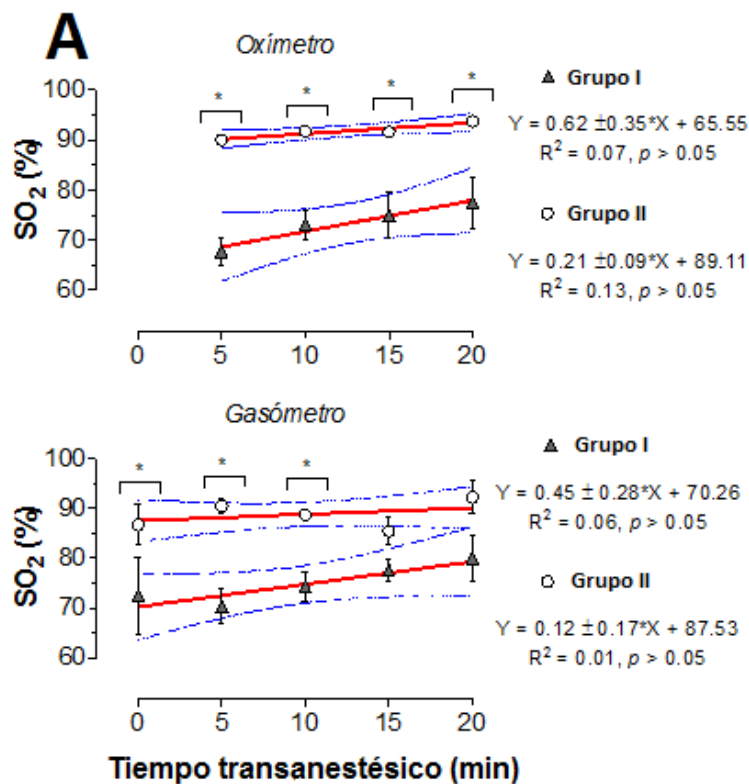 A
Oxímetro
* * * *
100
90
80
70
60
SO2 (%)
0 5 10 15 20
Grupo I
Y = 0.62 ±0.35*X + 65.55
R² = 0.07, p > 0.05
Grupo II
Y = 0.21 ±0.09*X + 89.11
R² = 0.13, p > 0.05
Gasómetro
* * *
100
90
80
70
60
SO2 (%)
0 5 10 15 20
Grupo I
Y = 0.45 ± 0.28*X + 70.26
R² = 0.06, p > 0.05
Grupo II
Y = 0.12 ±0.17*X + 87.53
R² = 0.01, p > 0.05
Tiempo transanestésico (min)